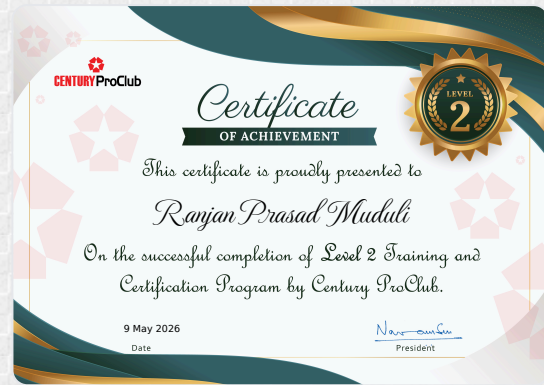 CENTURY ProClub
Certificate
OF ACHIEVEMENT
LEVEL
2
This certificate is proudly presented to
Ranjan Prasad Muduli
On the successful completion of Level 2 Training and
Certification Program by Century ProClub.
9 May 2026
Date
President